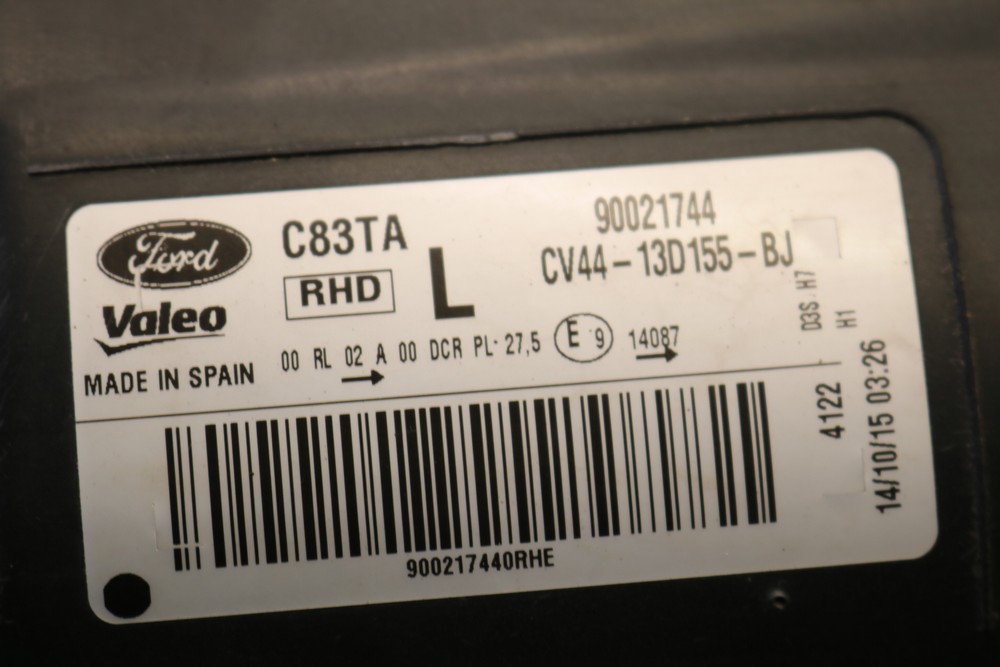 Ford
Valeo
MADE IN SPAIN
C83TA
RHD
L
90021744
CV44-13D155-BJ
00 RL 02 A 00 DCR PL-27,5 E 9 14087
D3S H7
H1
4122
14/10/15 03:26
900217440RHE